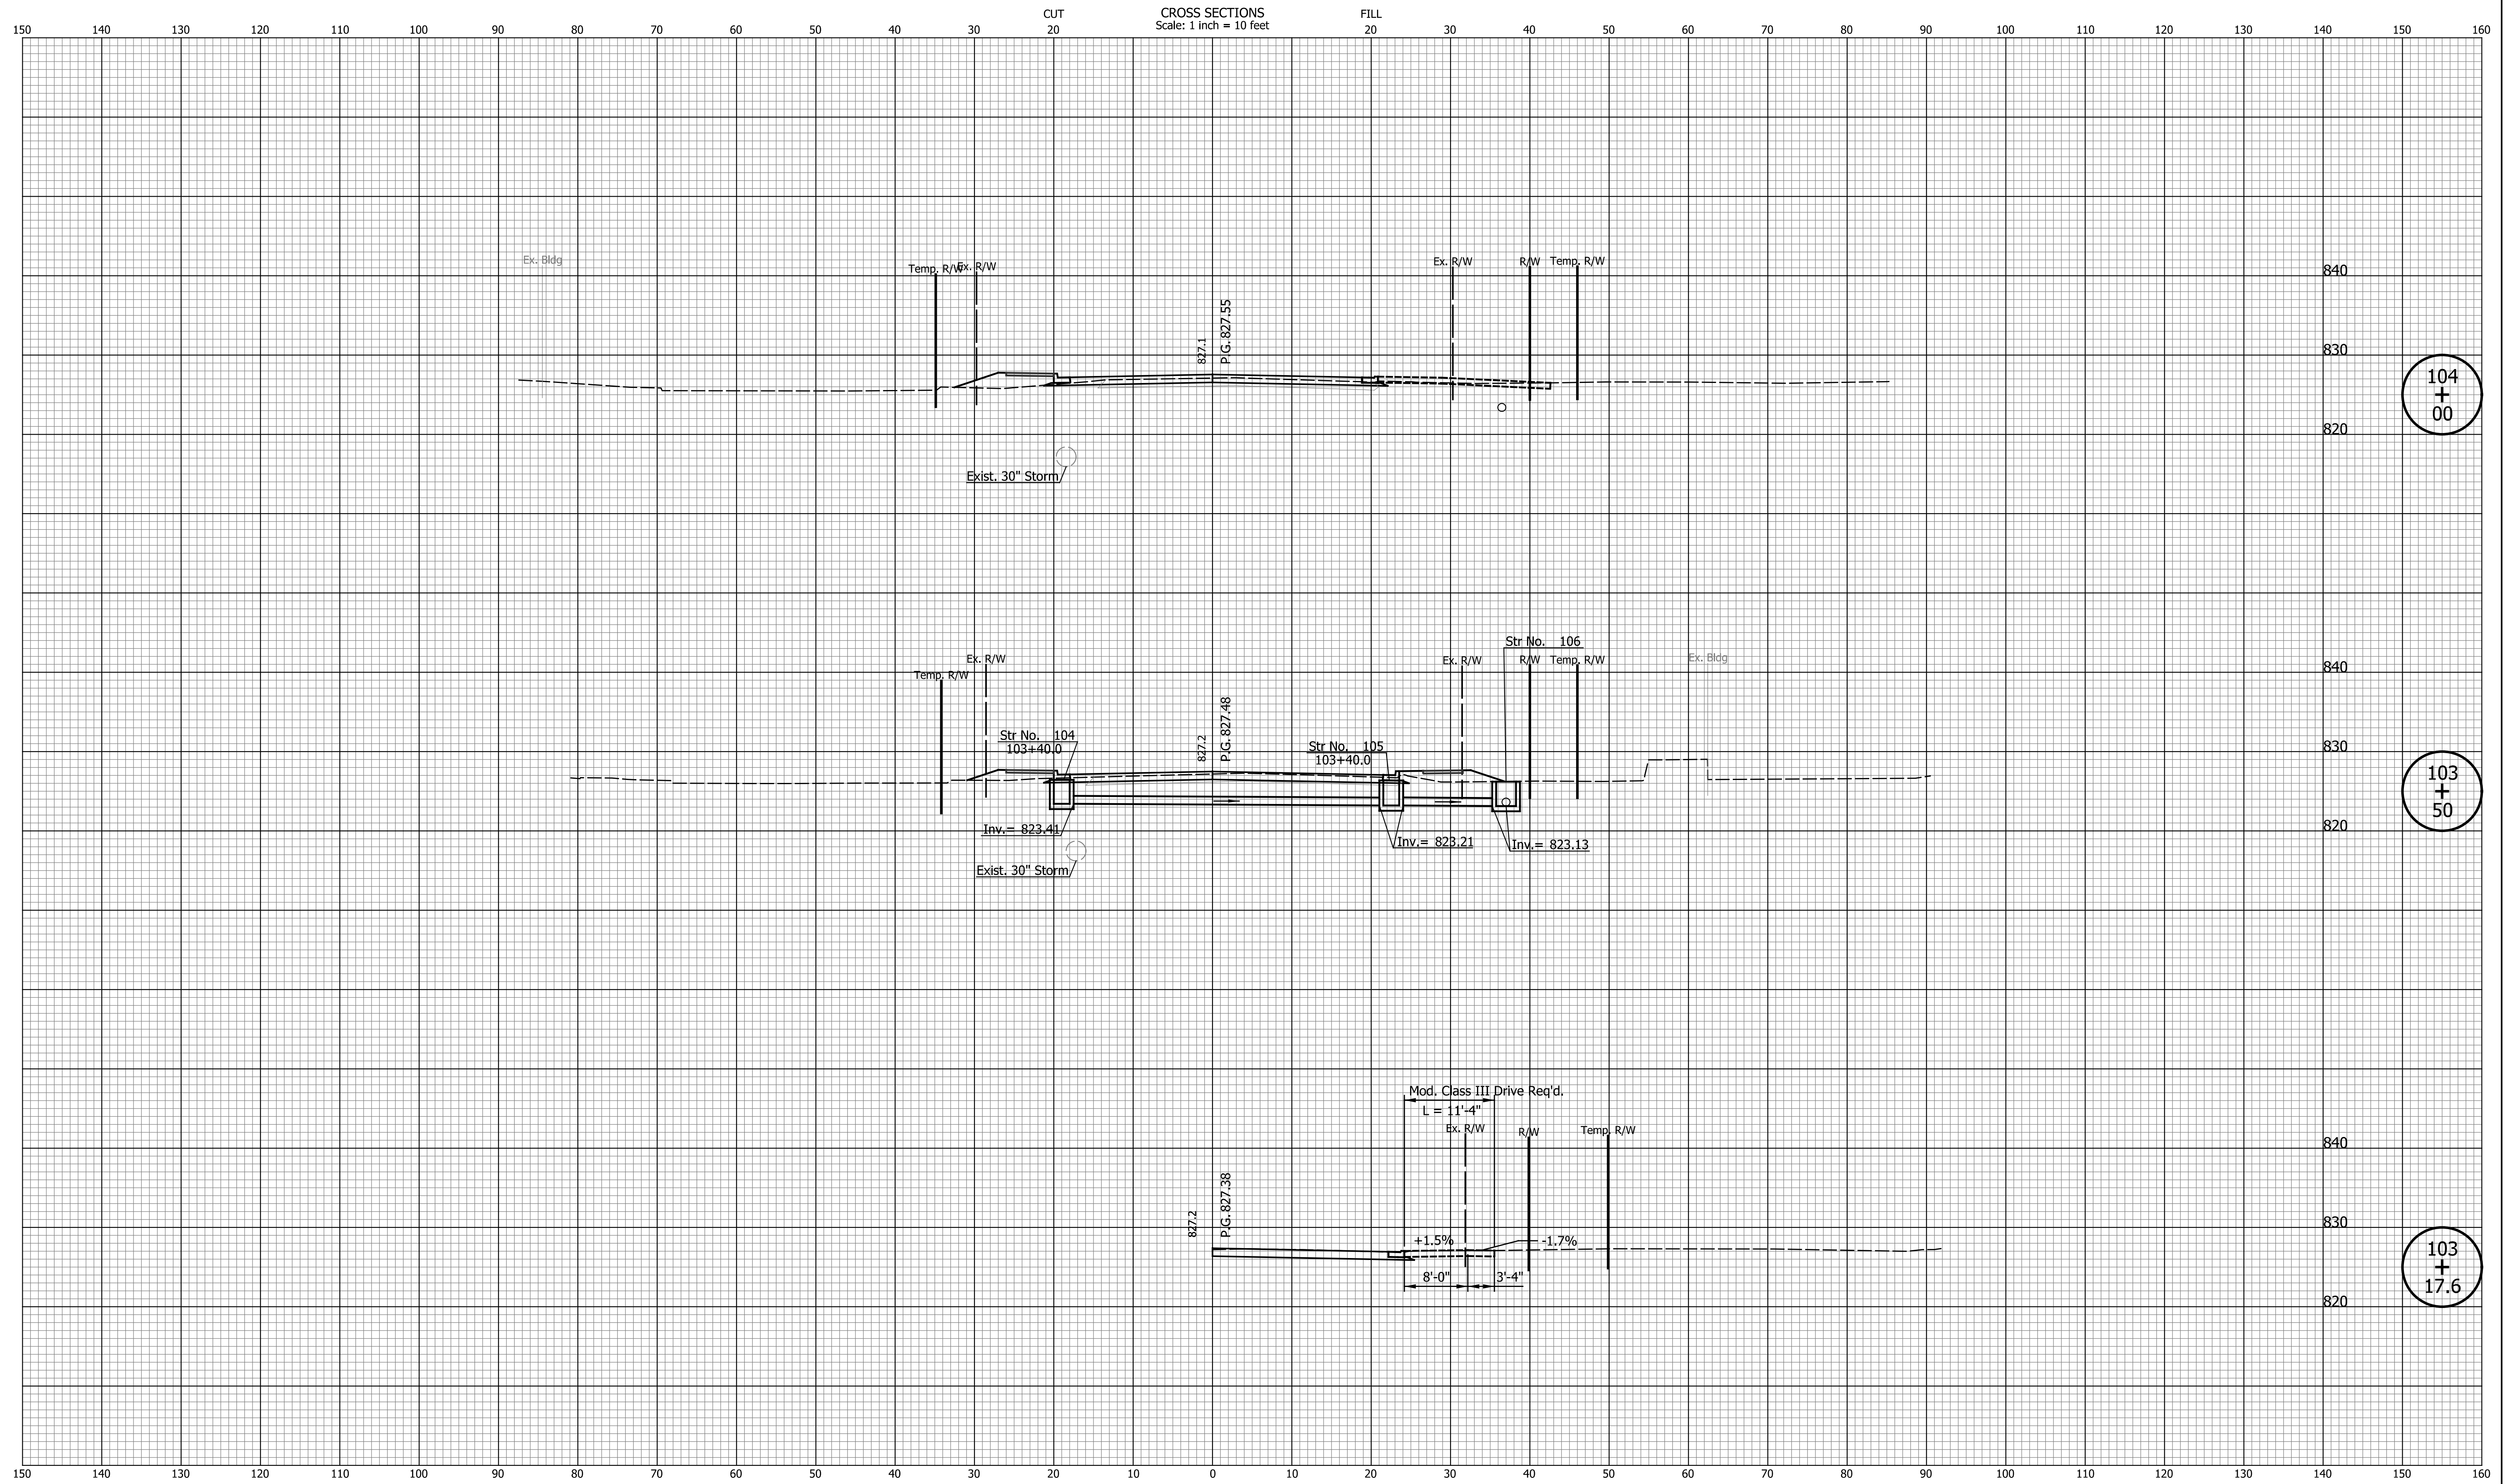 CUT CROSS SECTIONS FILL
Scale: 1 inch = 10 feet
150 140 130 120 110 100 90 80 70 60 50 40 30 20 10 0 10 20 30 40 50 60 70 80 90 100 110 120 130 140 150 160
Ex. Bldg
Temp. R/W
Ex. R/W
Ex. R/W
R/W
Temp. R/W
840
827.1
P.G. 827.55
830
104
+
00
820
Exist. 30" Storm
Str No. 106
Ex. R/W
Temp. R/W
Ex. R/W
R/W
Temp. R/W
Ex. Bldg
840
827.2
P.G. 827.48
Str No. 104
103+40.0
Str No. 105
103+40.0
830
103
+
50
820
Inv.= 823.41
Inv.= 823.21
Inv.= 823.13
Exist. 30" Storm
Mod. Class III Drive Req'd.
L = 11'-4"
Ex. R/W
R/W
Temp. R/W
840
827.2
P.G. 827.38
830
+1.5%
-1.7%
103
+
17.6
8'-0"
3'-4"
820
150 140 130 120 110 100 90 80 70 60 50 40 30 20 10 0 10 20 30 40 50 60 70 80 90 100 110 120 130 140 150 160